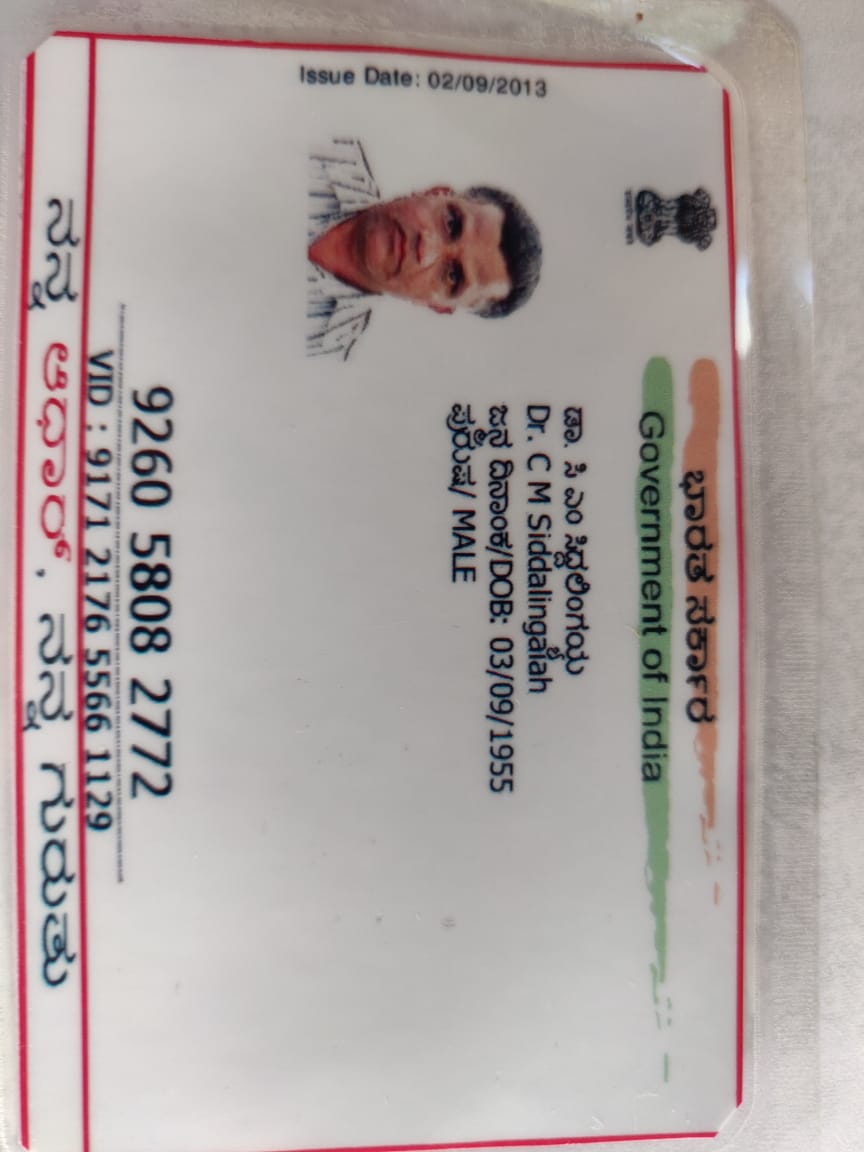 ಭಾರತ ಸರ್ಕಾರ
Government of India
Issue Date: 02/09/2013
ಡಾ. ಸಿ ಎಂ ಸಿದ್ದಲಿಂಗಯ್ಯ
Dr. C M Siddalingaiah
ಜನ್ಮ ದಿನಾಂಕ/DOB: 03/09/1955
ಪುರುಷ/ MALE
9260 5808 2772
VID : 9171 2176 5566 1129
ನನ್ನ ಆಧಾರ್, ನನ್ನ ಗುರುತು